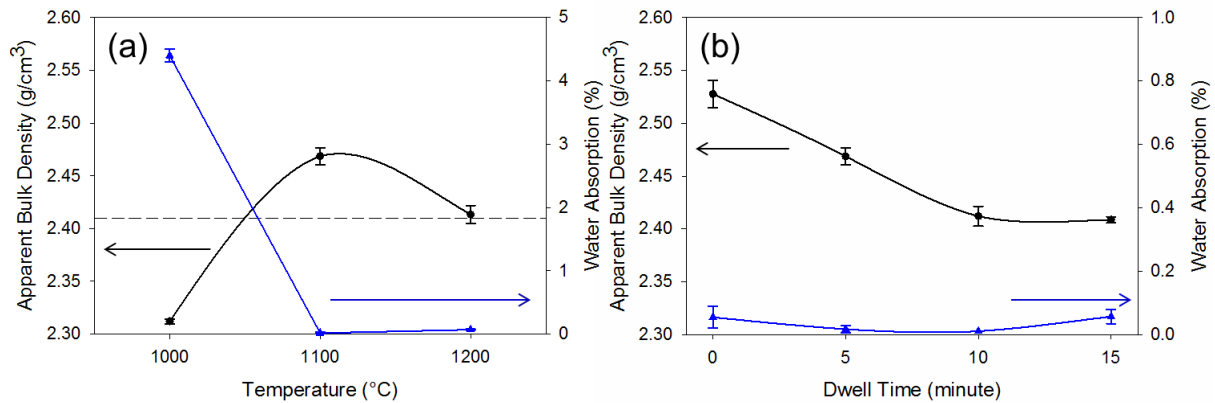 (a)
Apparent Bulk Density (g/cm³)
2.60
2.55
2.50
2.45
2.40
2.35
2.30
5
4
3
2
1
0
Water Absorption (%)
1000 1100 1200
Temperature (°C)
(b)
Apparent Bulk Density (g/cm³)
2.60
2.55
2.50
2.45
2.40
2.35
2.30
1.0
0.8
0.6
0.4
0.2
0.0
Water Absorption (%)
0 5 10 15
Dwell Time (minute)